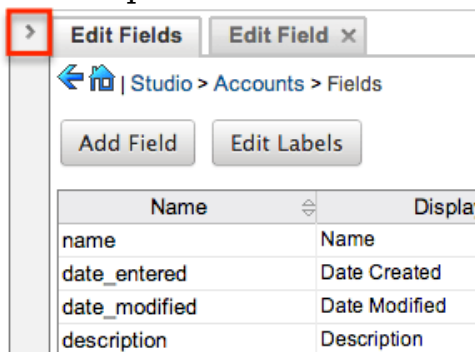 Edit Fields Edit Field ×
| Studio > Accounts > Fields
Add Field Edit Labels
Name Display
name Name
date_entered Date Created
date_modified Date Modified
description Description